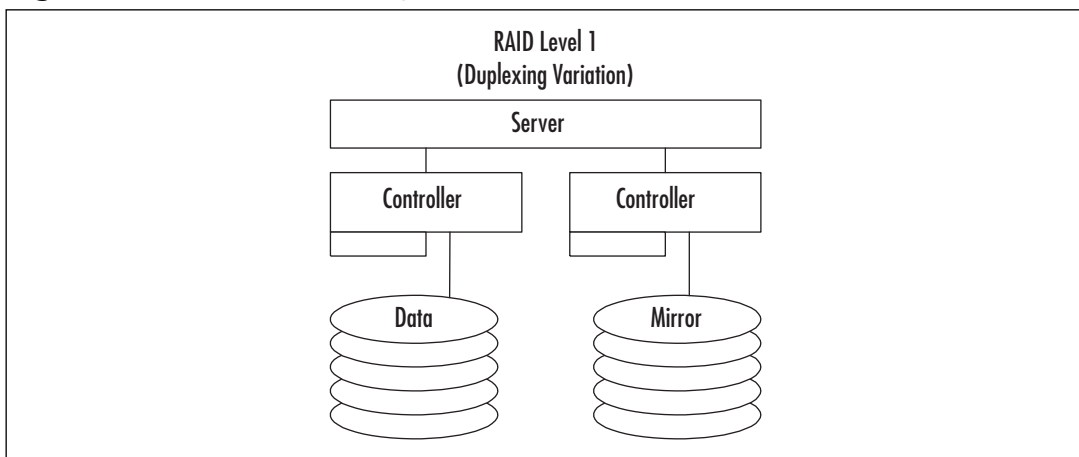 RAID Level 1
(Duplexing Variation)
Server
Controller Controller
Data Mirror